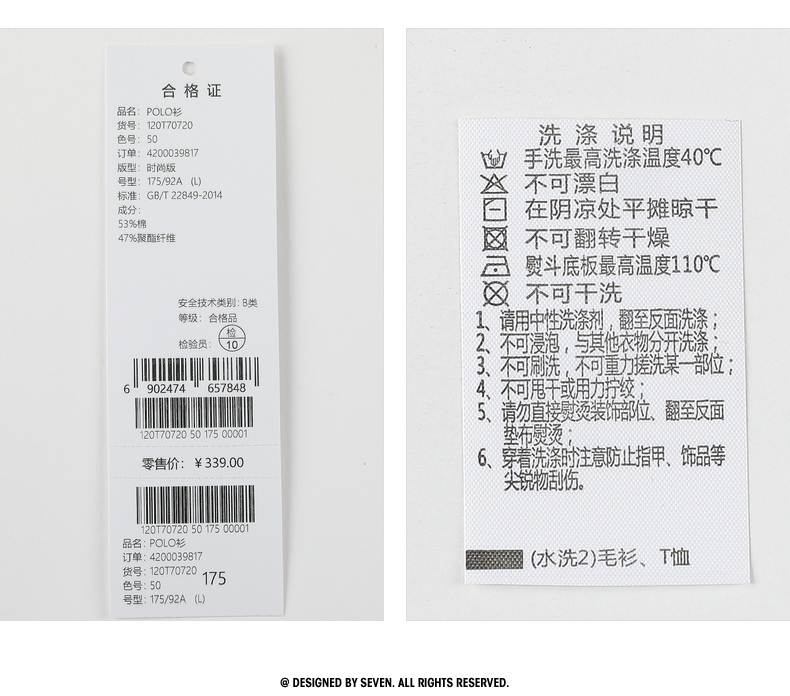 合格证
品名：POLO衫
货号：120T70720
色号：50
订单：4200039817
版型：时尚版
号型：175/92A （L）
标准：GB/T 22849-2014
成分：
53%棉
47%聚酯纤维
安全技术类别：B类
等级：合格品
检验员：检10
6 902474 657848
120T70720 50 175 00001
零售价：￥339.00
120T70720 50 175 00001
品名：POLO衫
订单：4200039817
货号：120T70720
175
色号：50
号型：175/92A （L）
洗涤说明
手洗最高洗涤温度40℃
不可漂白
在阴凉处平摊晾干
不可翻转干燥
熨斗底板最高温度110℃
不可干洗
1、请用中性洗涤剂，翻至反面洗涤；
2、不可浸泡，与其他衣物分开洗涤；
3、不可刷洗，不可重力搓洗某一部位；
4、不可甩干或用力拧绞；
5、请勿直接熨烫装饰部位、翻至反面
垫布熨烫；
6、穿着洗涤时注意防止指甲、饰品等
尖锐物刮伤。
(水洗2)毛衫、T恤
@ DESIGNED BY SEVEN. ALL RIGHTS RESERVED.